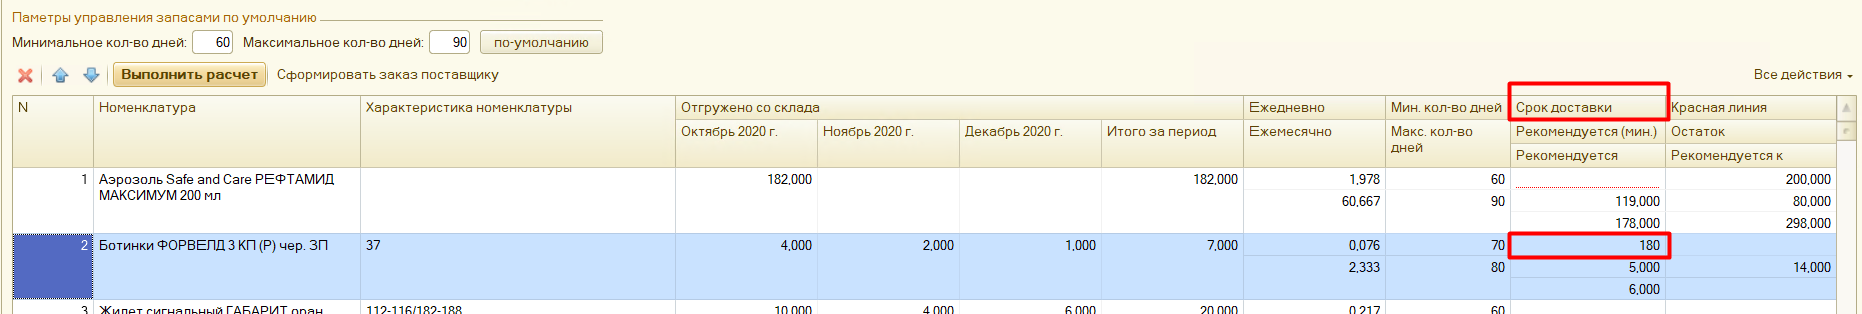 Паметры управления запасами по умолчанию
Минимальное кол-во дней: 60 Максимальное кол-во дней: 90 по-умолчанию
Выполнить расчет Сформировать заказ поставщику Все действия
N Номенклатура Характеристика номенклатуры Отгружено со склада Ежедневно Мин. кол-во дней Срок доставки Красная линия
Октябрь 2020 г. Ноябрь 2020 г. Декабрь 2020 г. Итого за период Ежемесячно Макс. кол-во дней Рекомендуется (мин.) Остаток
Рекомендуется Рекомендуется к
1 Аэрозоль Safe and Care РЕФТАМИД 182,000 182,000 1,978 60 200,000
МАКСИМУМ 200 мл 60,667 90 119,000 80,000
178,000 298,000
2 Ботинки ФОРВЕЛД 3 КП (Р) чер. ЗП 37 4,000 2,000 1,000 7,000 0,076 70 180
2,333 80 5,000 14,000
6,000
3 Жилет сигнальный ГАБАРИТ оран 112-116/182-188 10,000 4,000 6,000 20,000 0,217 60